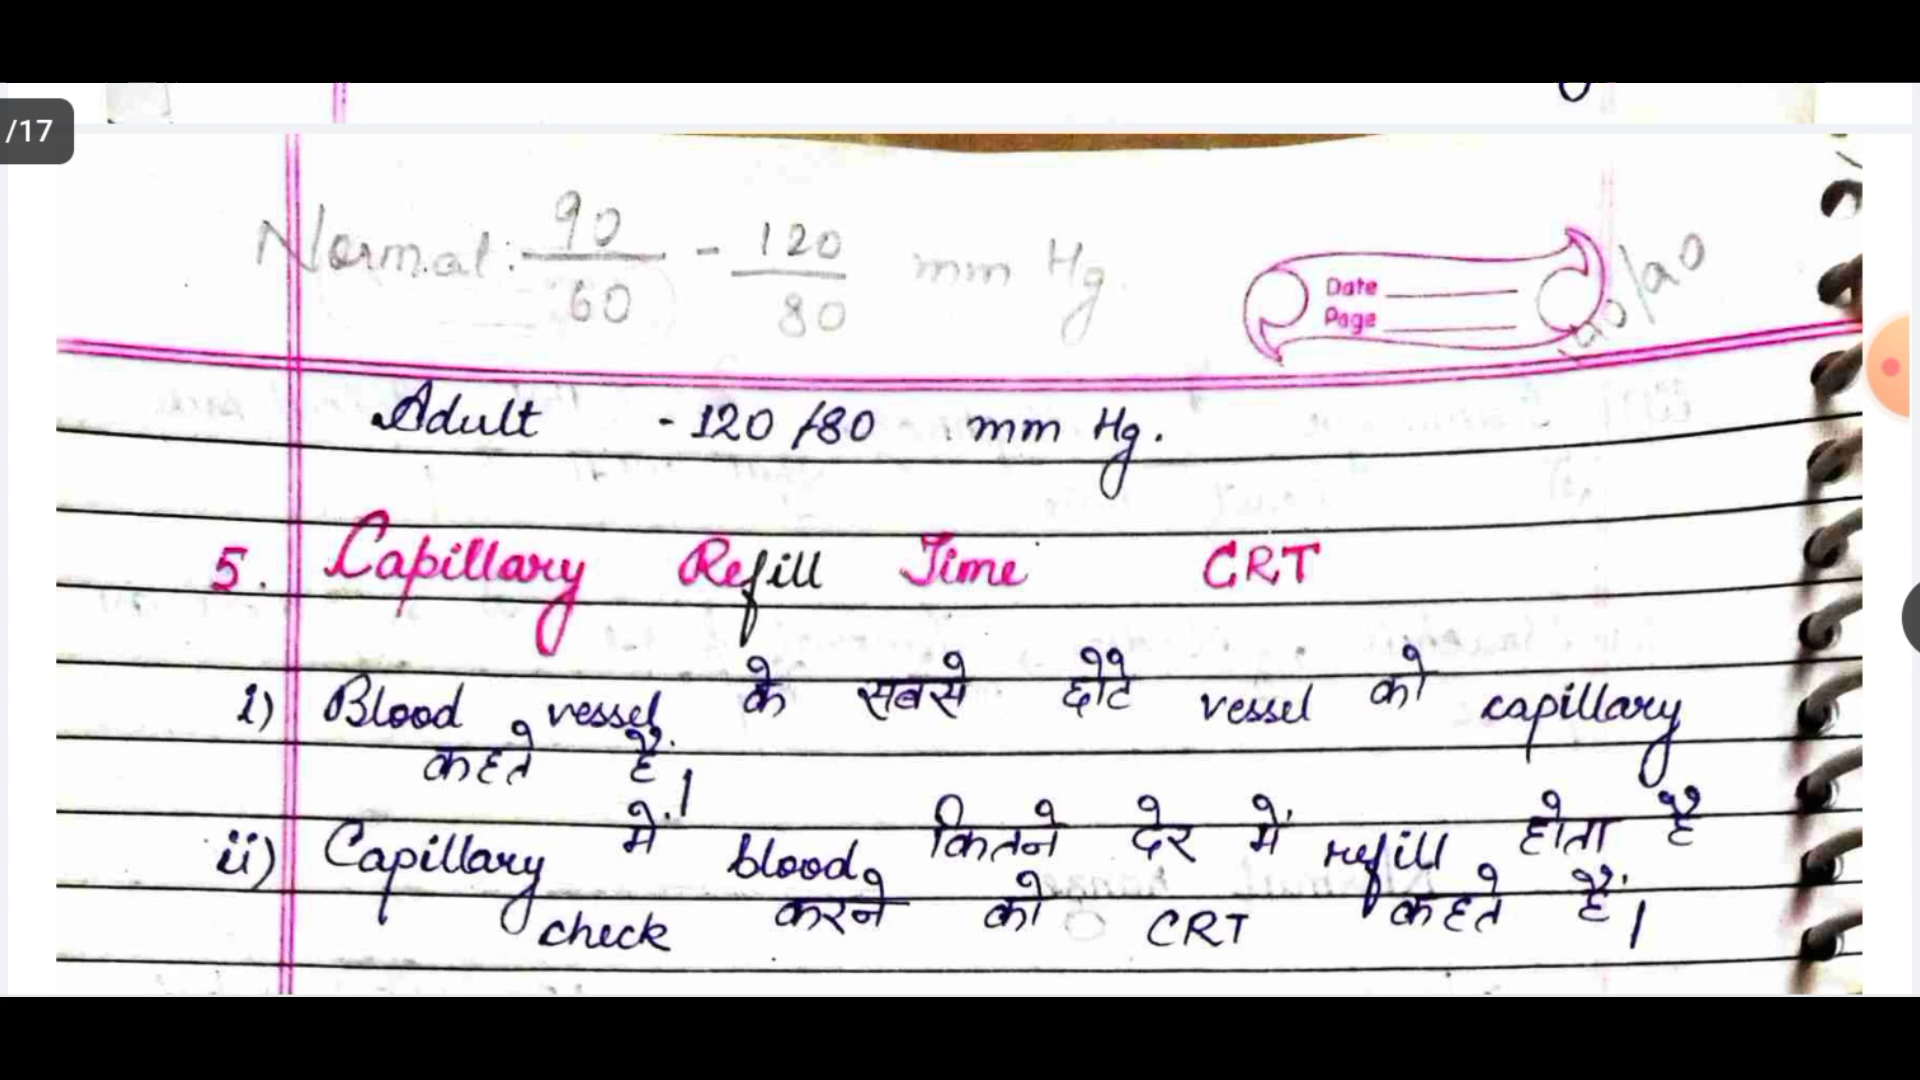 /17
Normal: 90/60 - 120/80 mm Hg.
Date
Page
Adult - 120/80 mm Hg.
5. Capillary Refill Time CRT
i) Blood vessel के सबसे छोटे vessel को capillary
कहते हैं।
ii) Capillary में blood कितने देर में refill होता है
check करने को CRT कहते हैं।